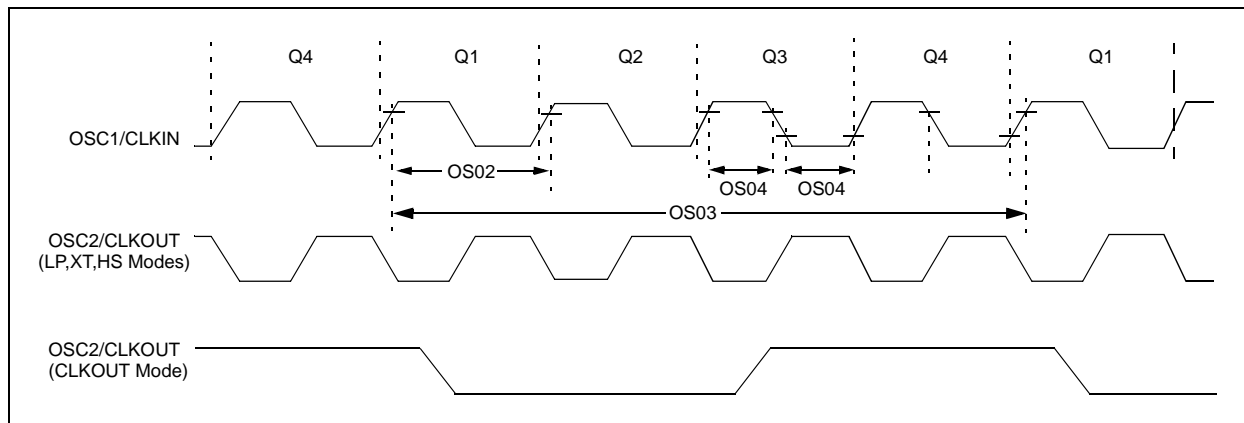 Q4 Q1 Q2 Q3 Q4 Q1
OSC1/CLKIN
OS02
OS04 OS04
OS03
OSC2/CLKOUT
(LP,XT,HS Modes)
OSC2/CLKOUT
(CLKOUT Mode)